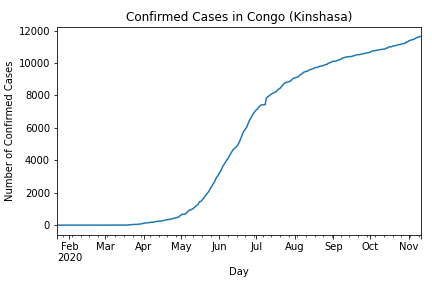 Confirmed Cases in Congo (Kinshasa)
12000
10000
8000
6000
4000
2000
0
Number of Confirmed Cases
Feb Mar Apr May Jun Jul Aug Sep Oct Nov
2020
Day